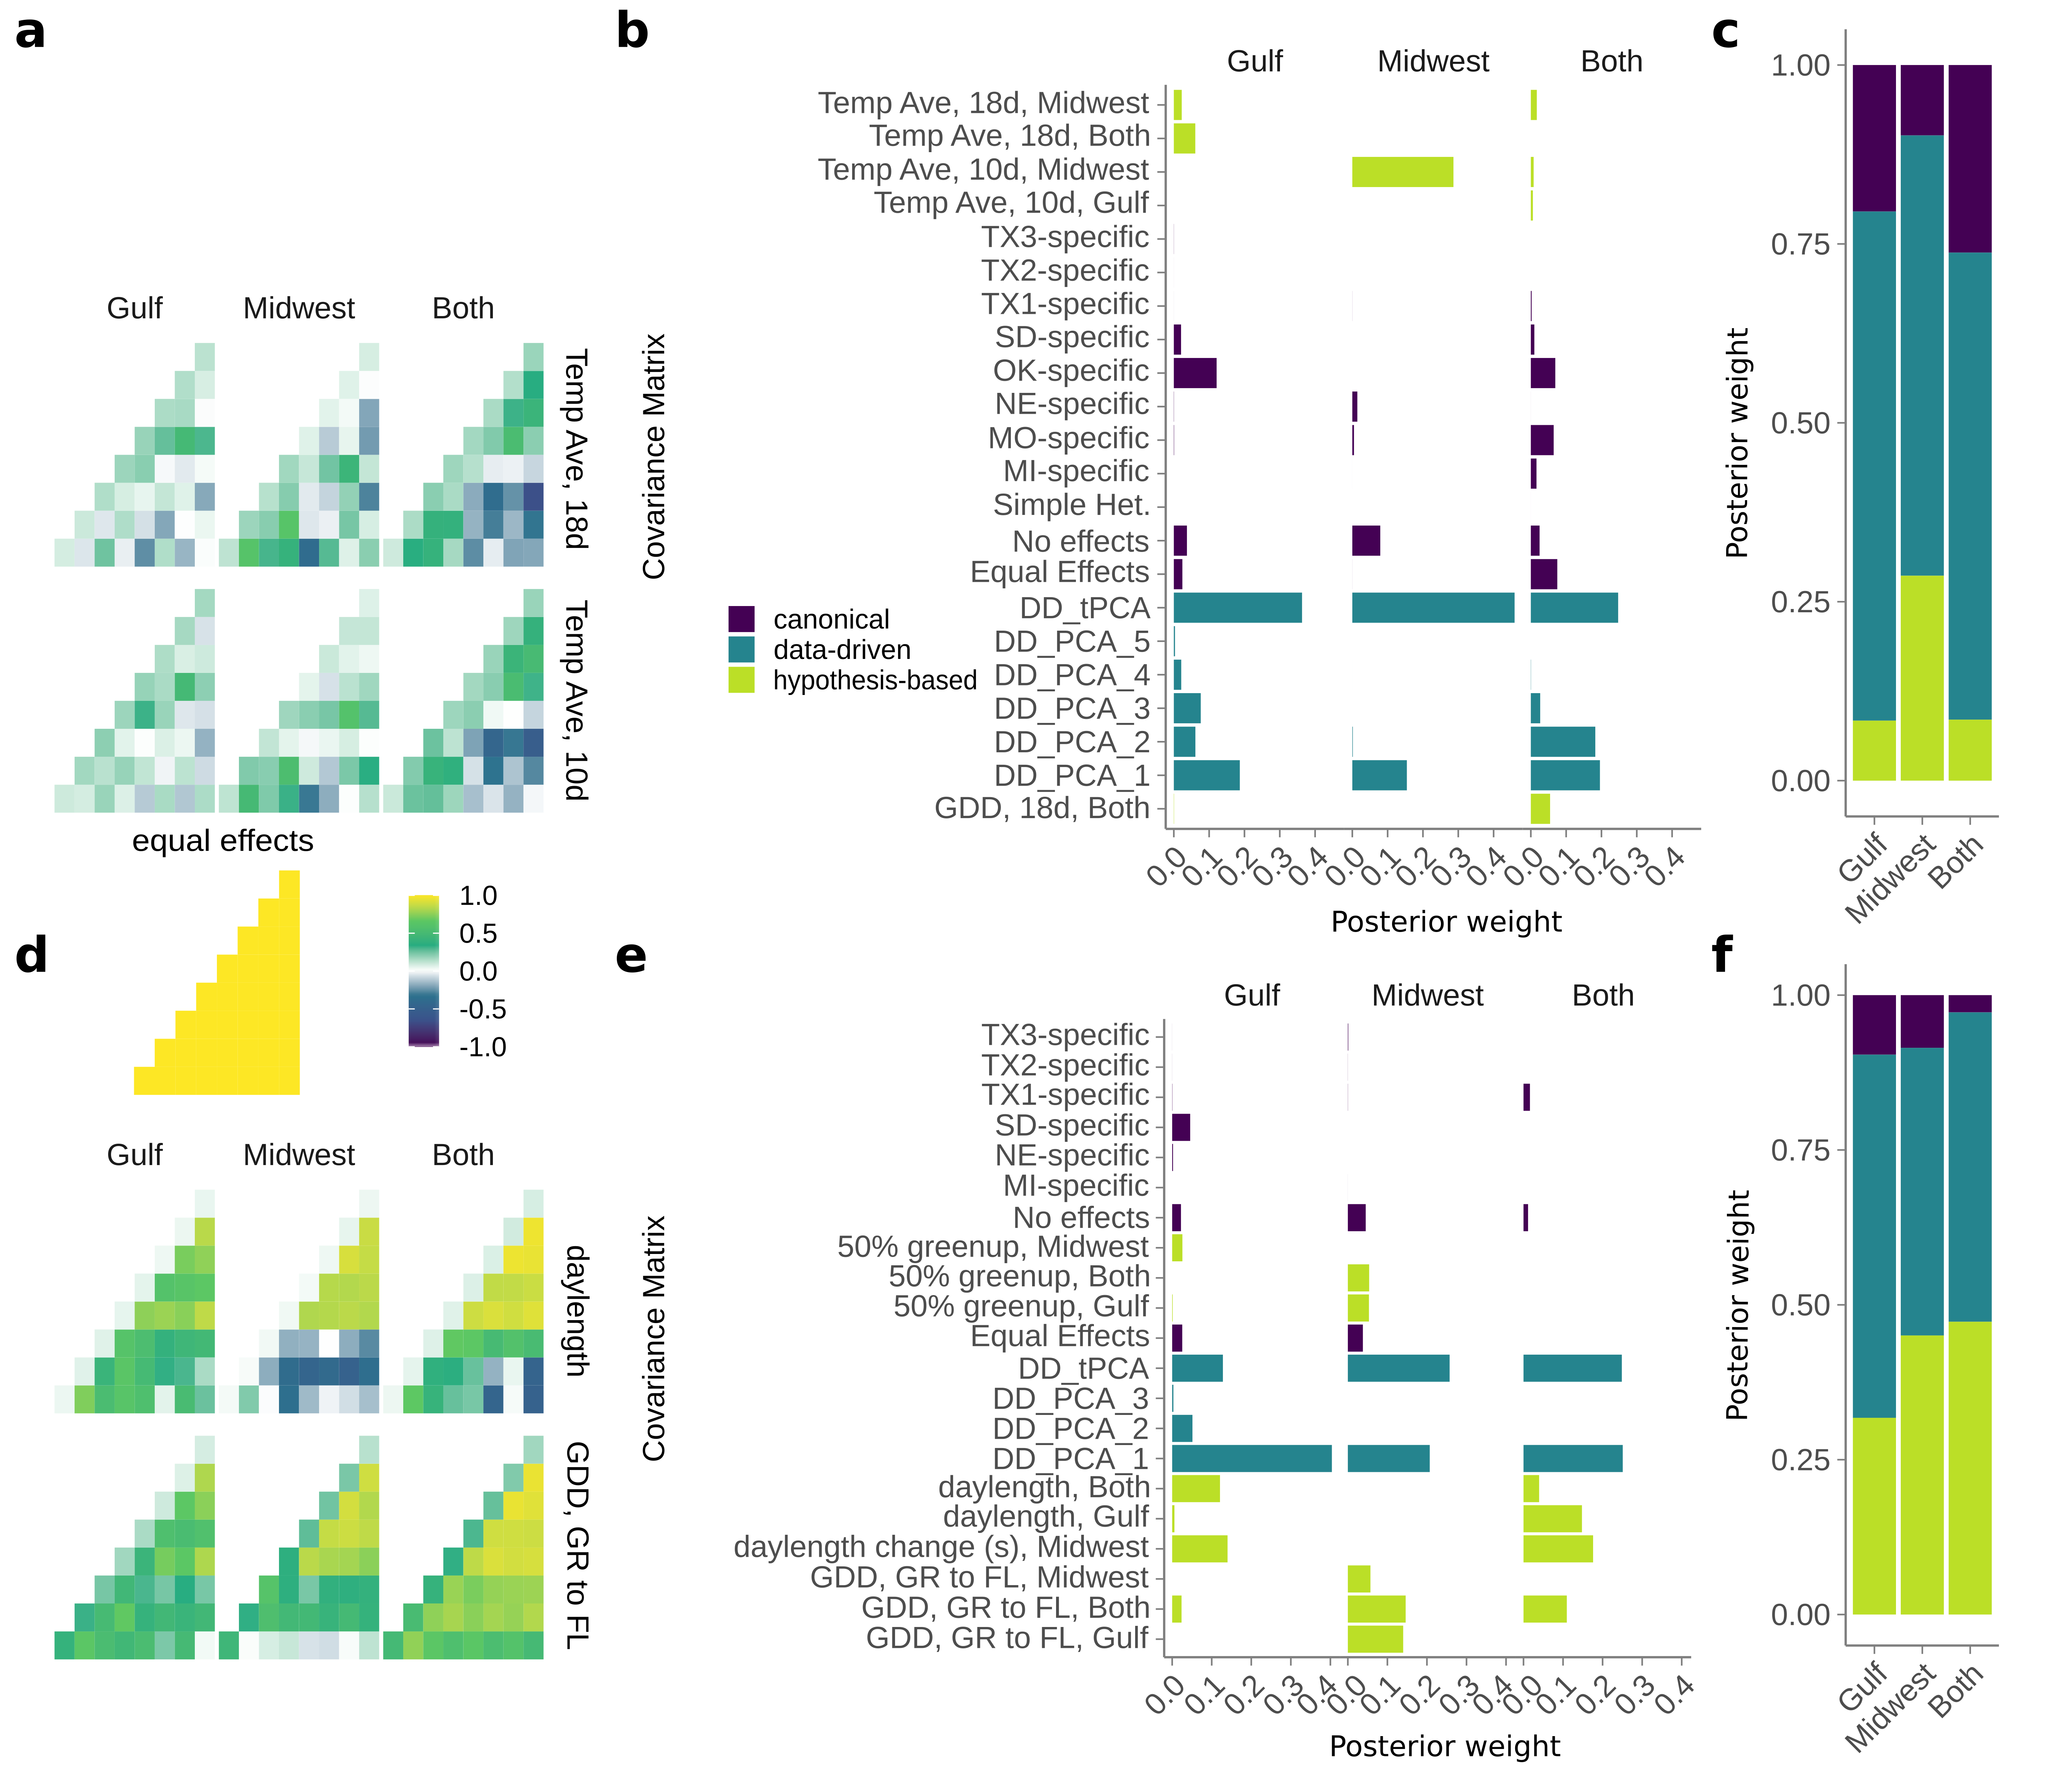 a
Gulf Midwest Both
Temp Ave, 18d
Temp Ave, 10d
equal effects
1.0
0.5
0.0
-0.5
-1.0
b
Gulf Midwest Both
Covariance Matrix
Temp Ave, 18d, Midwest
Temp Ave, 18d, Both
Temp Ave, 10d, Midwest
Temp Ave, 10d, Gulf
TX3-specific
TX2-specific
TX1-specific
SD-specific
OK-specific
NE-specific
MO-specific
MI-specific
Simple Het.
No effects
Equal Effects
DD_tPCA
DD_PCA_5
DD_PCA_4
DD_PCA_3
DD_PCA_2
DD_PCA_1
GDD, 18d, Both
canonical
data-driven
hypothesis-based
0.0 0.1 0.2 0.3 0.4 0.0 0.1 0.2 0.3 0.4 0.0 0.1 0.2 0.3 0.4
Posterior weight
c
Posterior weight
1.00
0.75
0.50
0.25
0.00
Gulf Midwest Both
d
Gulf Midwest Both
daylength
GDD, GR to FL
e
Gulf Midwest Both
Covariance Matrix
TX3-specific
TX2-specific
TX1-specific
SD-specific
NE-specific
MI-specific
No effects
50% greenup, Midwest
50% greenup, Both
50% greenup, Gulf
Equal Effects
DD_tPCA
DD_PCA_3
DD_PCA_2
DD_PCA_1
daylength, Both
daylength, Gulf
daylength change (s), Midwest
GDD, GR to FL, Midwest
GDD, GR to FL, Both
GDD, GR to FL, Gulf
0.0 0.1 0.2 0.3 0.4 0.0 0.1 0.2 0.3 0.4 0.0 0.1 0.2 0.3 0.4
Posterior weight
f
Posterior weight
1.00
0.75
0.50
0.25
0.00
Gulf Midwest Both